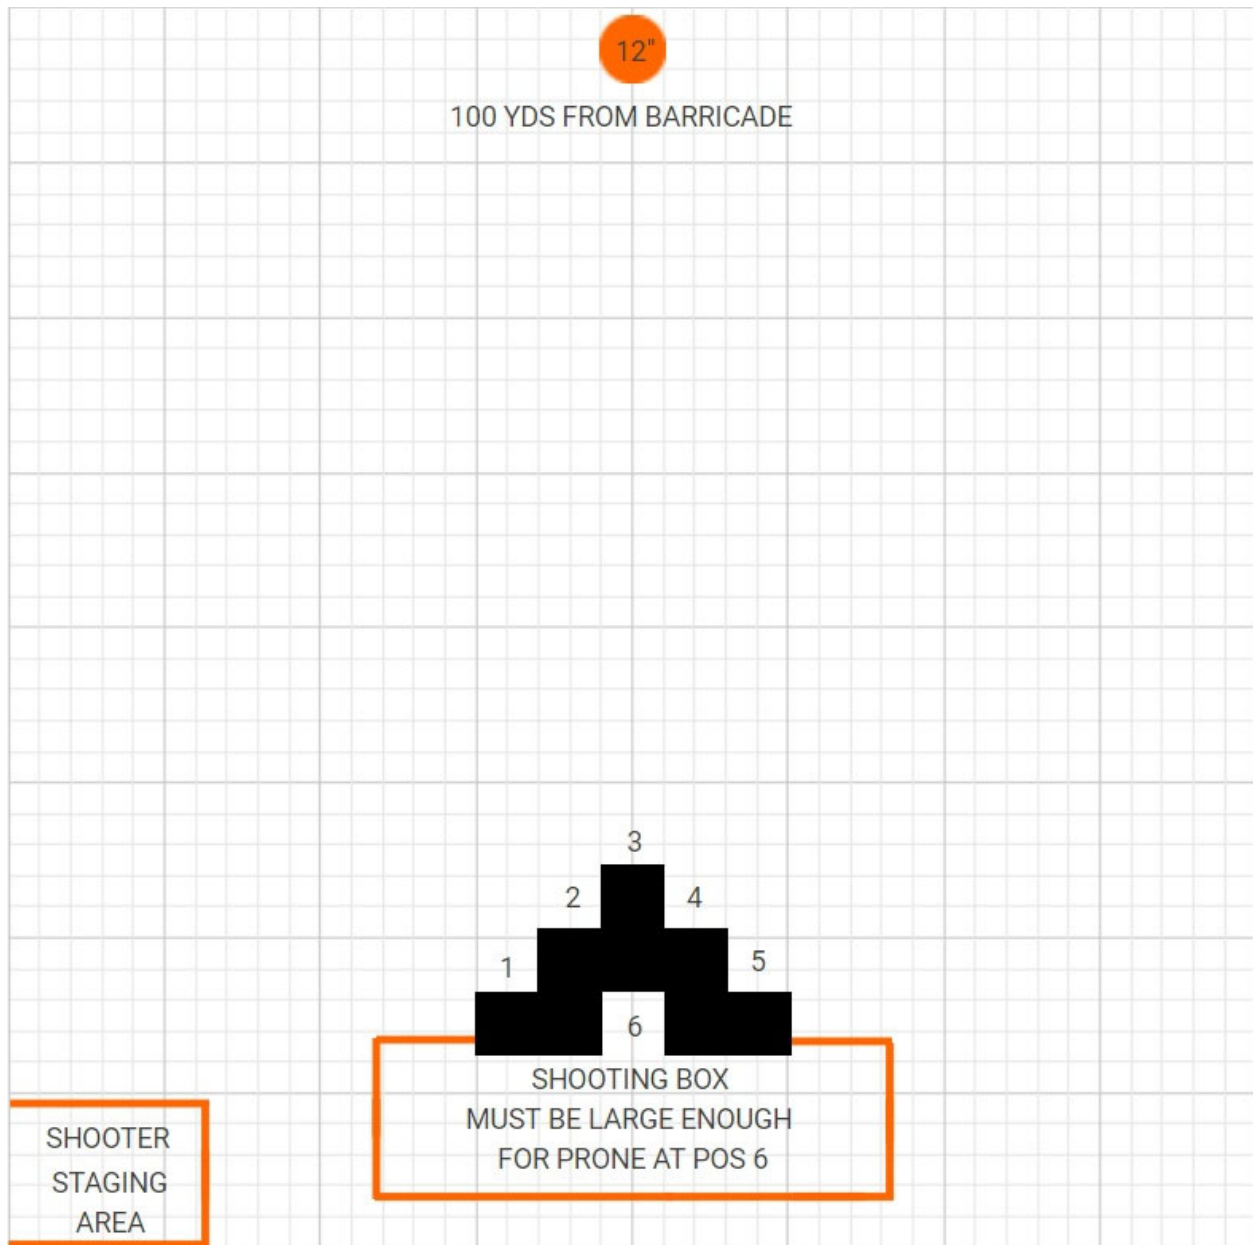 12"
100 YDS FROM BARRICADE
3
2
4
1
5
6
SHOOTING BOX
MUST BE LARGE ENOUGH
FOR PRONE AT POS 6
SHOOTER
STAGING
AREA